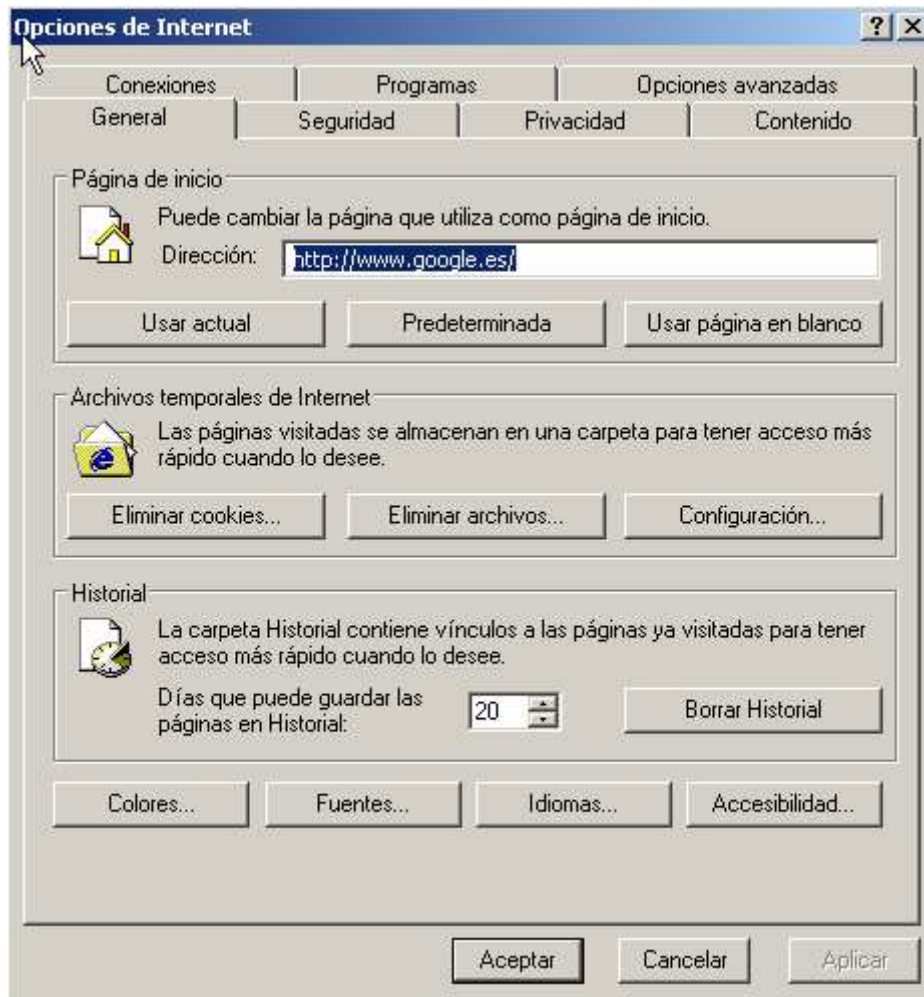 Opciones de Internet
Conexiones
Programas
Opciones avanzadas
General
Seguridad
Privacidad
Contenido
Página de inicio
Puede cambiar la página que utiliza como página de inicio.
Dirección:
http://www.google.es/
Usar actual
Predeterminada
Usar página en blanco
Archivos temporales de Internet
Las páginas visitadas se almacenan en una carpeta para tener acceso más
rápido cuando lo desee.
Eliminar cookies...
Eliminar archivos...
Configuración...
Historial
La carpeta Historial contiene vínculos a las páginas ya visitadas para tener
acceso más rápido cuando lo desee.
Días que puede guardar las
páginas en Historial:
20
Borrar Historial
Colores...
Fuentes...
Idiomas...
Accesibilidad...
Aceptar
Cancelar
Aplicar